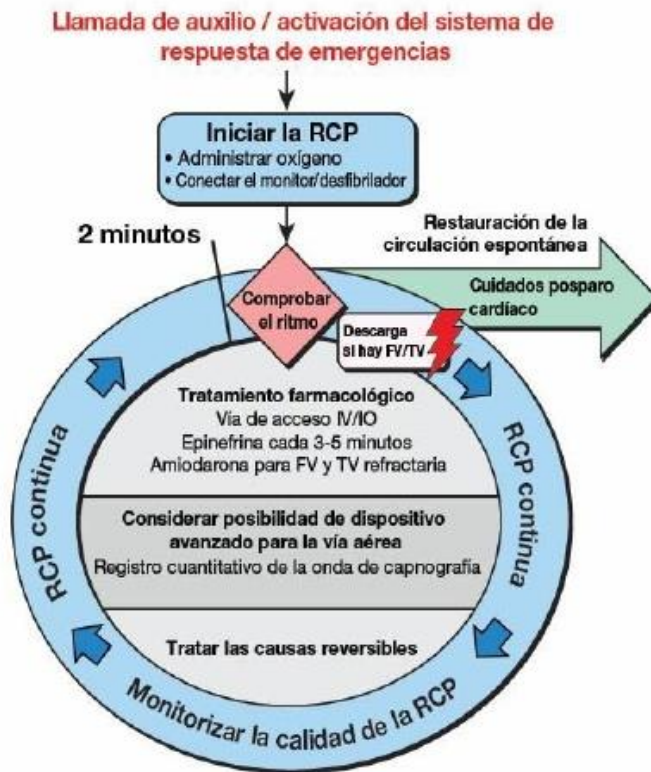 Llamada de auxilio / activación del sistema de
respuesta de emergencias
Iniciar la RCP
• Administrar oxígeno
• Conectar el monitor/desfibrilador
2 minutos
Restauración de la
circulación espontánea
Cuidados posparo
cardíaco
Comprobar
el ritmo
Descarga
si hay FV/TV
Tratamiento farmacológico
Vía de acceso IV/IO
Epinefrina cada 3-5 minutos
Amiodarona para FV y TV refractaria
Considerar posibilidad de dispositivo
avanzado para la vía aérea
Registro cuantitativo de la onda de capnografía
Tratar las causas reversibles
RCP continua
RCP continua
Monitorizar la calidad de la RCP